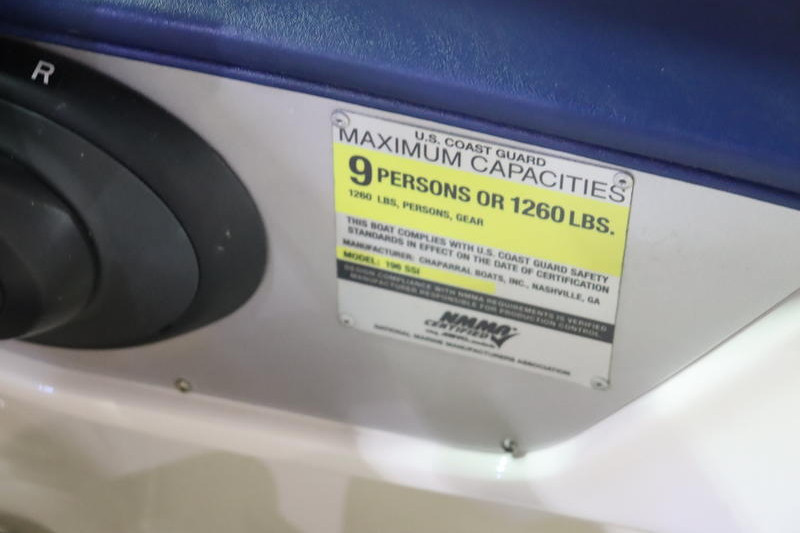 R
U.S. COAST GUARD
MAXIMUM CAPACITIES
9 PERSONS OR 1260 LBS.
1260 LBS, PERSONS, GEAR
THIS BOAT COMPLIES WITH U.S. COAST GUARD SAFETY
STANDARDS IN EFFECT ON THE DATE OF CERTIFICATION
MANUFACTURER: CHAPARRAL BOATS, INC., NASHVILLE, GA
MODEL: 196 SSI
DESIGN COMPLIANCE WITH NMMA REQUIREMENTS IS VERIFIED
MANUFACTURER RESPONSIBLE FOR PRODUCTION CONTROL
NMMA
CERTIFIED
NATIONAL MARINE MANUFACTURERS ASSOCIATION